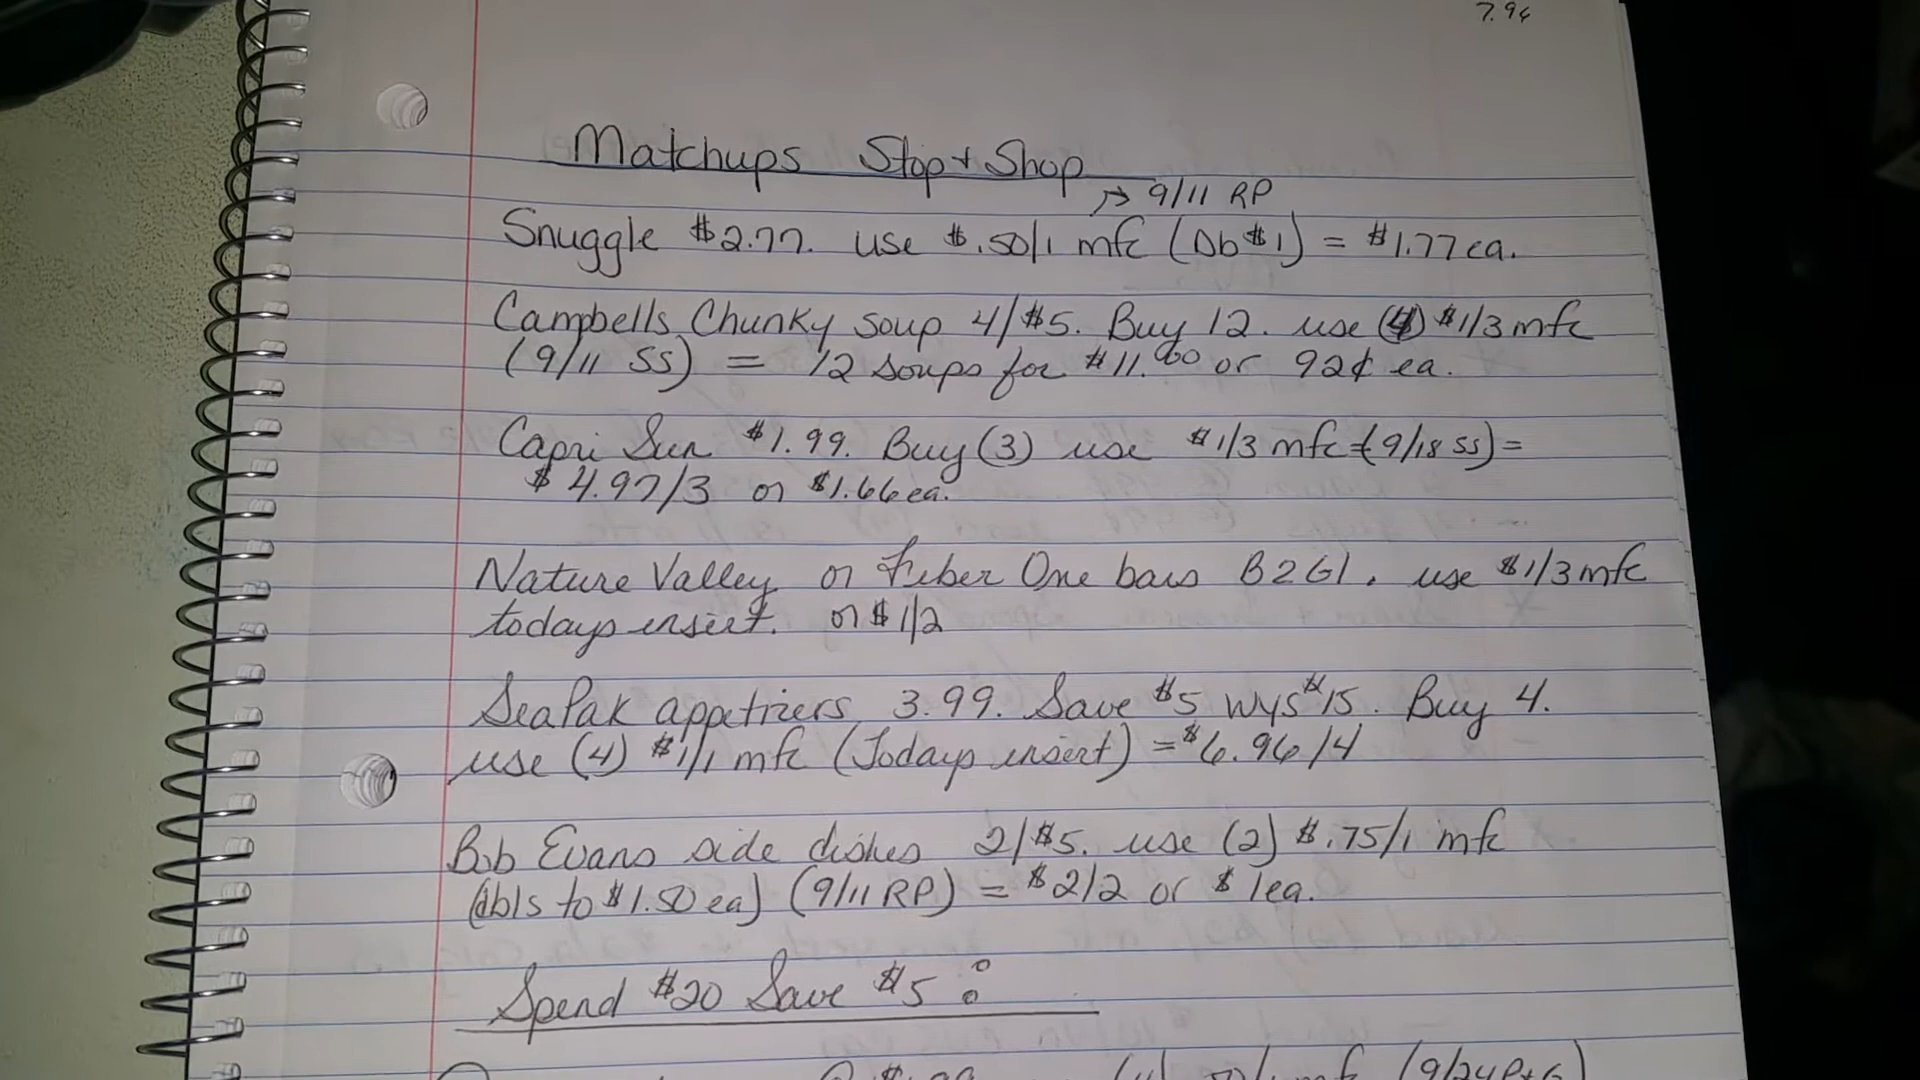 7.96
Matchups Stop + Shop
→ 9/11 RP
Snuggle $2.77. use $.50/1 mfc (Db $1) = $1.77 ea.
Campbells Chunky soup 4/$5. Buy 12. use (4) $1/3 mfc
(9/11 SS) = 12 soups for $11.00 or 92¢ ea.
Capri Sun $1.99. Buy (3) use $1/3 mfc (9/18 SS) =
$4.97/3 or $1.66 ea.
Nature Valley or Fiber One bars B2G1. use $1/3 mfc
todays insert. or $1/2
SeaPak appetizers 3.99. Save $5 wys $15. Buy 4.
use (4) $1/1 mfc (Todays insert) = $6.96/4
Bob Evans side dishes 2/$5. use (2) $.75/1 mfc
(dbls to $1.50 ea) (9/11 RP) = $2/2 or $1 ea.
Spend $20 Save $5 :
mfc (9/24 P+G)